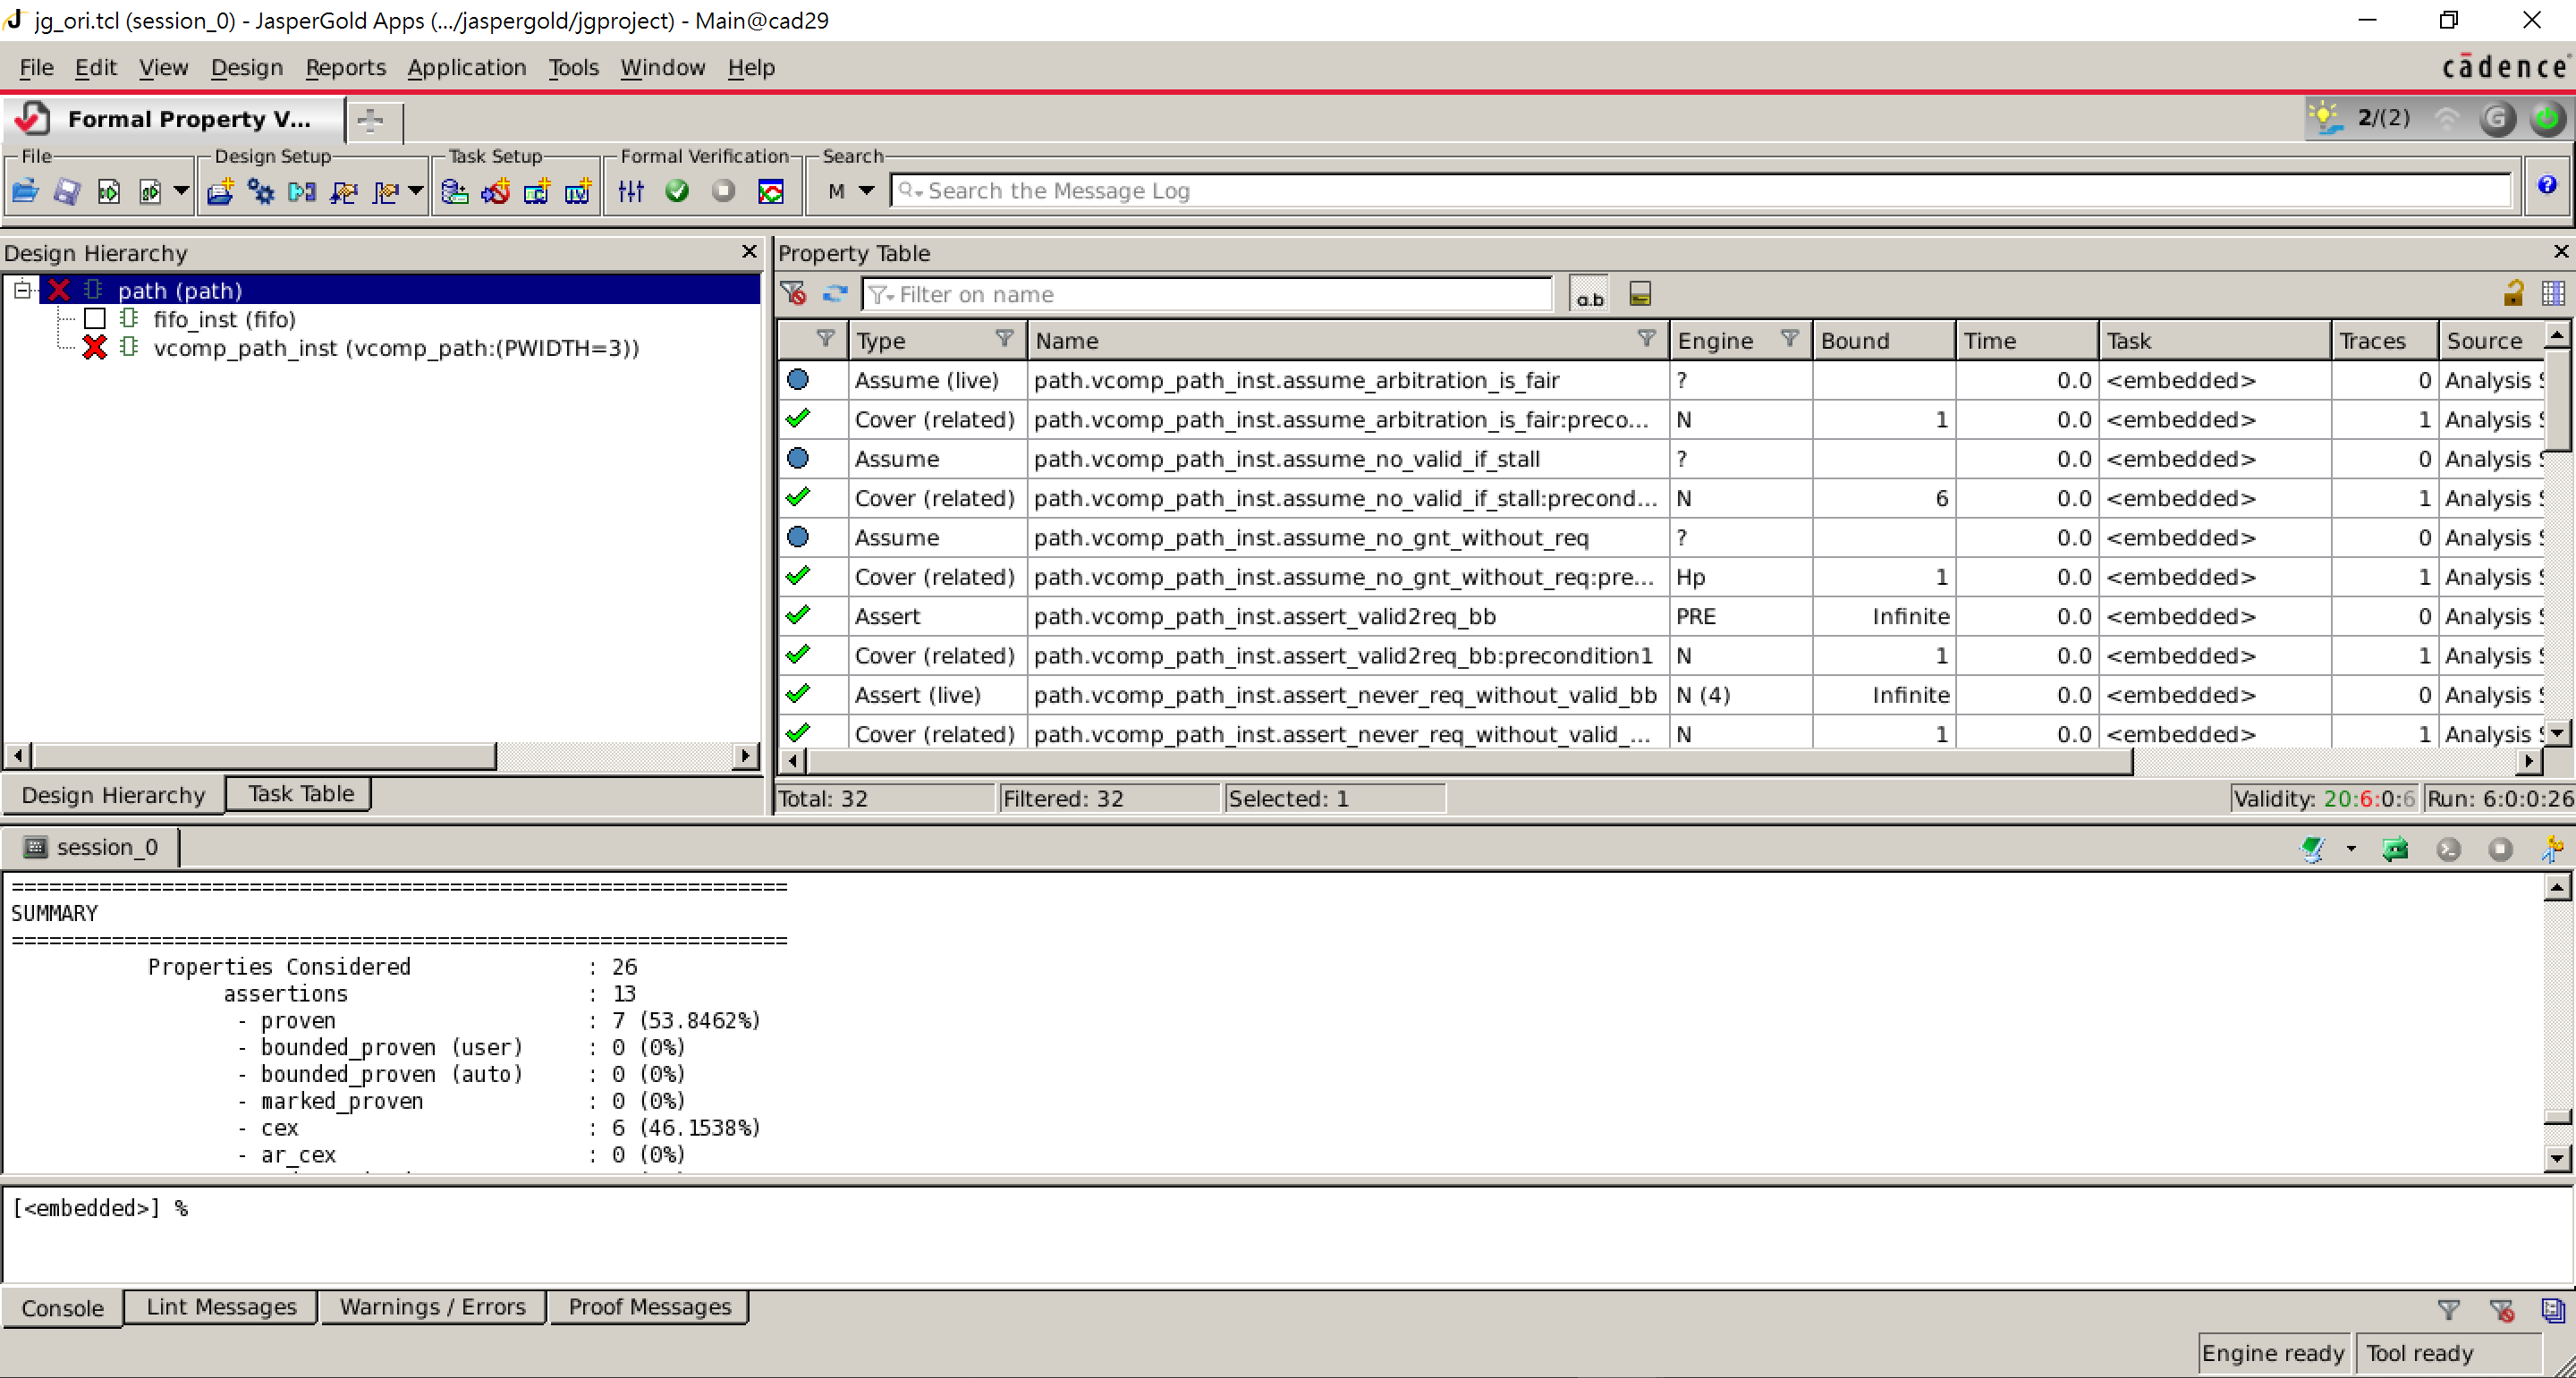 jg_ori.tcl (session_0) - JasperGold Apps (.../jaspergold/jgproject) - Main@cad29
File Edit View Design Reports Application Tools Window Help
cādence
Formal Property V...
2/(2)
File Design Setup Task Setup Formal Verification Search
M Search the Message Log
Design Hierarchy
path (path)
fifo_inst (fifo)
vcomp_path_inst (vcomp_path:(PWIDTH=3))
Design Hierarchy Task Table
Property Table
Filter on name a.b
Type Name Engine Bound Time Task Traces Source
Assume (live) path.vcomp_path_inst.assume_arbitration_is_fair ? 0.0 <embedded> 0 Analysis
Cover (related) path.vcomp_path_inst.assume_arbitration_is_fair:preco... N 1 0.0 <embedded> 1 Analysis
Assume path.vcomp_path_inst.assume_no_valid_if_stall ? 0.0 <embedded> 0 Analysis
Cover (related) path.vcomp_path_inst.assume_no_valid_if_stall:precond... N 6 0.0 <embedded> 1 Analysis
Assume path.vcomp_path_inst.assume_no_gnt_without_req ? 0.0 <embedded> 0 Analysis
Cover (related) path.vcomp_path_inst.assume_no_gnt_without_req:pre... Hp 1 0.0 <embedded> 1 Analysis
Assert path.vcomp_path_inst.assert_valid2req_bb PRE Infinite 0.0 <embedded> 0 Analysis
Cover (related) path.vcomp_path_inst.assert_valid2req_bb:precondition1 N 1 0.0 <embedded> 1 Analysis
Assert (live) path.vcomp_path_inst.assert_never_req_without_valid_bb N (4) Infinite 0.0 <embedded> 0 Analysis
Cover (related) path.vcomp_path_inst.assert_never_req_without_valid_... N 1 0.0 <embedded> 1 Analysis
Total: 32 Filtered: 32 Selected: 1 Validity: 20:6:0:6 Run: 6:0:0:26
session_0
==============================================================
SUMMARY
==============================================================
Properties Considered : 26
assertions : 13
- proven : 7 (53.8462%)
- bounded_proven (user) : 0 (0%)
- bounded_proven (auto) : 0 (0%)
- marked_proven : 0 (0%)
- cex : 6 (46.1538%)
- ar_cex : 0 (0%)
[<embedded>] %
Console Lint Messages Warnings / Errors Proof Messages
Engine ready Tool ready